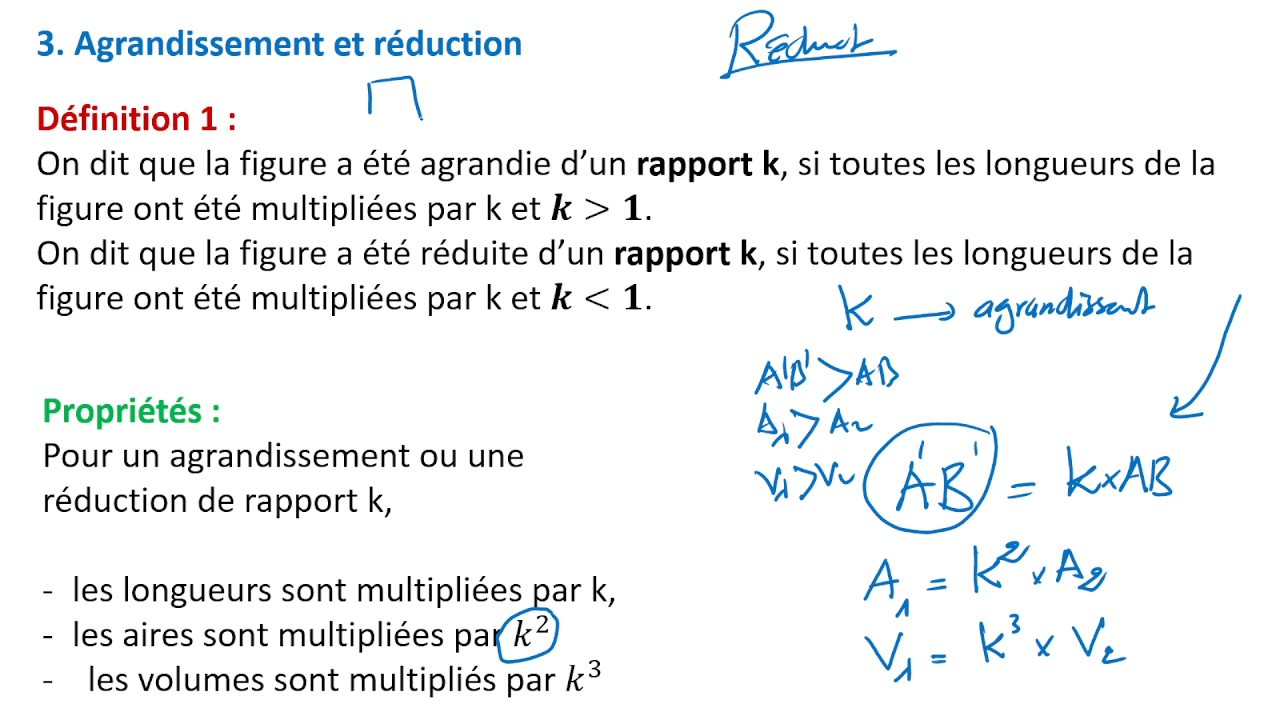 3. Agrandissement et réduction
Réduct
Définition 1 :
On dit que la figure a été agrandie d’un rapport k, si toutes les longueurs de la
figure ont été multipliées par k et k > 1.
On dit que la figure a été réduite d’un rapport k, si toutes les longueurs de la
figure ont été multipliées par k et k < 1.
k → agrandissent
A'B' > AB
A₁ > A₂
V₁ > V₂
A'B' = k × AB
A₁ = k² × A₂
V₁ = k³ × V₂
Propriétés :
Pour un agrandissement ou une
réduction de rapport k,
- les longueurs sont multipliées par k,
- les aires sont multipliées par k²
- les volumes sont multipliés par k³